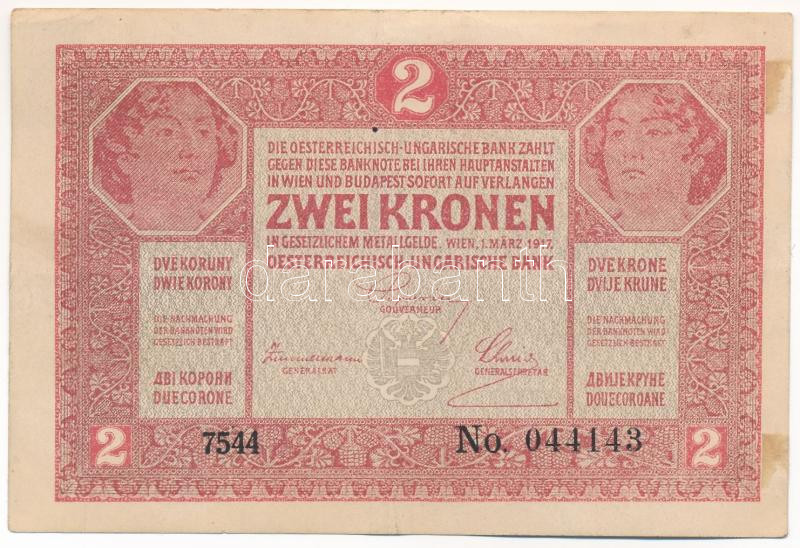 2
DIE OESTERREICHISCH-UNGARISCHE BANK ZAHLT
GEGEN DIESE BANKNOTE BEI IHREN HAUPTANSTALTEN
IN WIEN UND BUDAPEST SOFORT AUF VERLANGEN
ZWEI KRONEN
IN GESETZLICHEM METALLGELDE. WIEN, 1. MÄRZ 1917.
OESTERREICHISCH-UNGARISCHE BANK
GOUVERNEUR
Zimmermann
GENERALRAT
GENERALSEKRETÄR
DVE KORUNY
DWIE KORONY
DIE NACHMACHUNG
DER BANKNOTEN WIRD
GESETZLICH BESTRAFT
ДВІ КОРОНИ
DUE CORONE
DVE KRONE
DVIJE KRUNE
DIE NACHMACHUNG
DER BANKNOTEN WIRD
GESETZLICH BESTRAFT
ДВИЈЕ КРУНЕ
DOUE COROANE
2
7544
No. 044143
2
darabanth